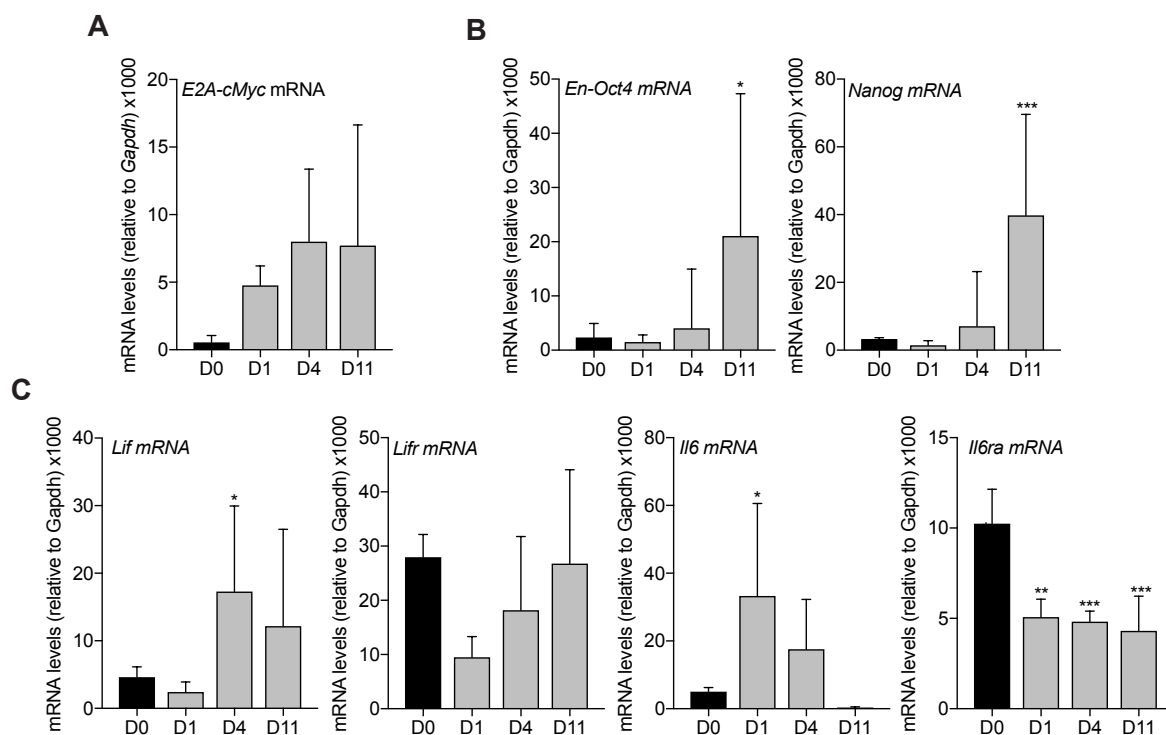 A
E2A-cMyc mRNA
mRNA levels (relative to Gapdh) x1000
20
15
10
5
0
D0 D1 D4 D11
B
En-Oct4 mRNA
mRNA levels (relative to Gapdh) x1000
50
40
30
20
10
0
*
D0 D1 D4 D11
Nanog mRNA
mRNA levels (relative to Gapdh) x1000
80
60
40
20
0
***
D0 D1 D4 D11
C
Lif mRNA
mRNA levels (relative to Gapdh) x1000
40
30
20
10
0
*
D0 D1 D4 D11
Lifr mRNA
mRNA levels (relative to Gapdh) x1000
50
40
30
20
10
0
D0 D1 D4 D11
Il6 mRNA
mRNA levels (relative to Gapdh) x1000
80
60
40
20
0
*
D0 D1 D4 D11
Il6ra mRNA
mRNA levels (relative to Gapdh) x1000
15
10
5
0
** *** ***
D0 D1 D4 D11